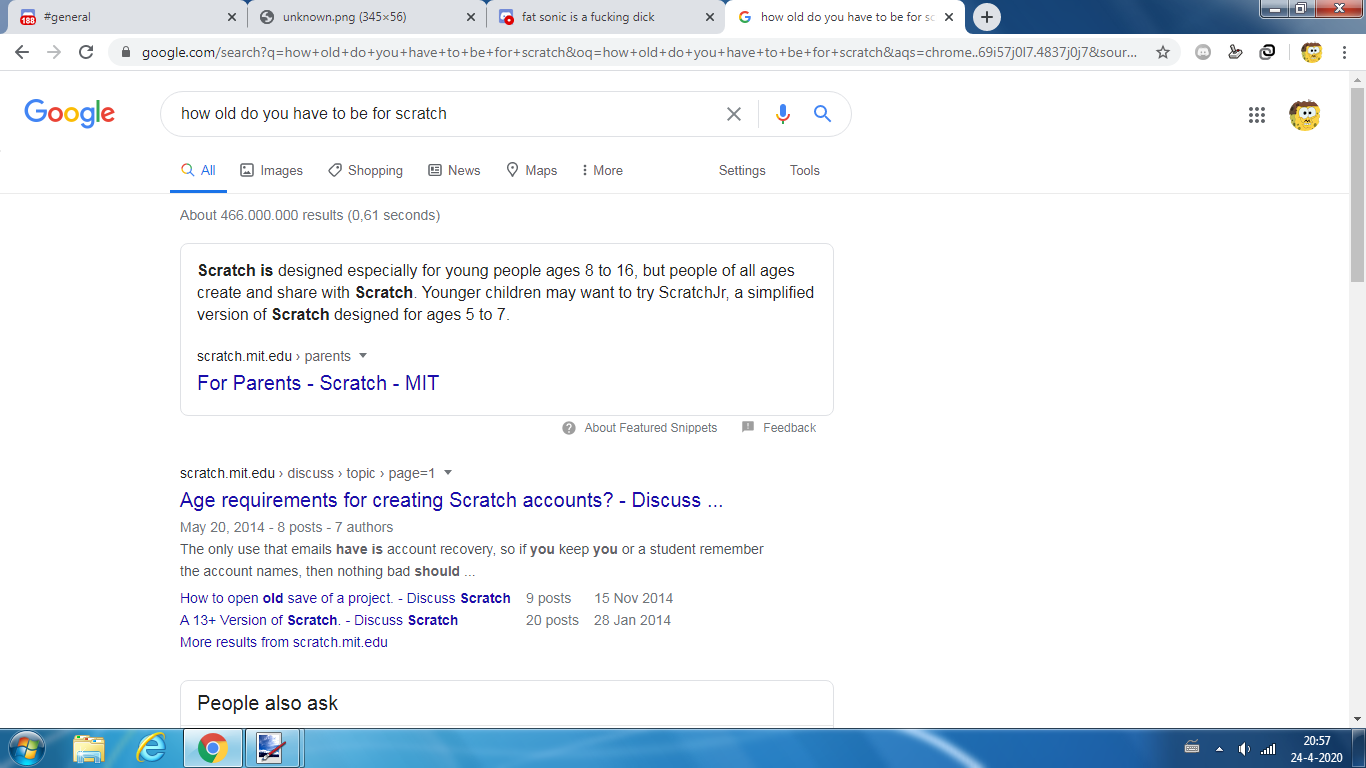 188 #general
unknown.png (345×56)
fat sonic is a fucking dick
how old do you have to be for sc
google.com/search?q=how+old+do+you+have+to+be+for+scratch&oq=how+old+do+you+have+to+be+for+scratch&aqs=chrome..69i57j0l7.4837j0j7&sour...
Google
how old do you have to be for scratch
All Images Shopping News Maps More Settings Tools
About 466.000.000 results (0,61 seconds)
Scratch is designed especially for young people ages 8 to 16, but people of all ages
create and share with Scratch. Younger children may want to try ScratchJr, a simplified
version of Scratch designed for ages 5 to 7.
scratch.mit.edu › parents
For Parents - Scratch - MIT
About Featured Snippets Feedback
scratch.mit.edu › discuss › topic › page=1
Age requirements for creating Scratch accounts? - Discuss ...
May 20, 2014 - 8 posts - 7 authors
The only use that emails have is account recovery, so if you keep you or a student remember
the account names, then nothing bad should ...
How to open old save of a project. - Discuss Scratch 9 posts 15 Nov 2014
A 13+ Version of Scratch. - Discuss Scratch 20 posts 28 Jan 2014
More results from scratch.mit.edu
People also ask
20:57
24-4-2020